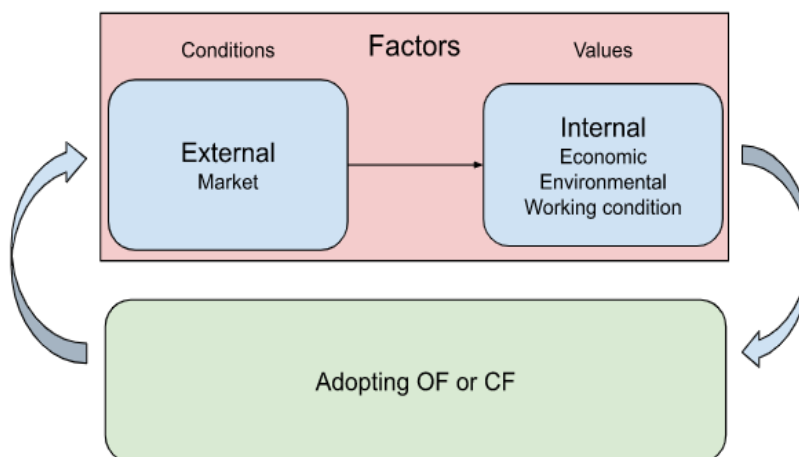 Conditions Factors Values
External
Market
Internal
Economic
Environmental
Working condition
Adopting OF or CF